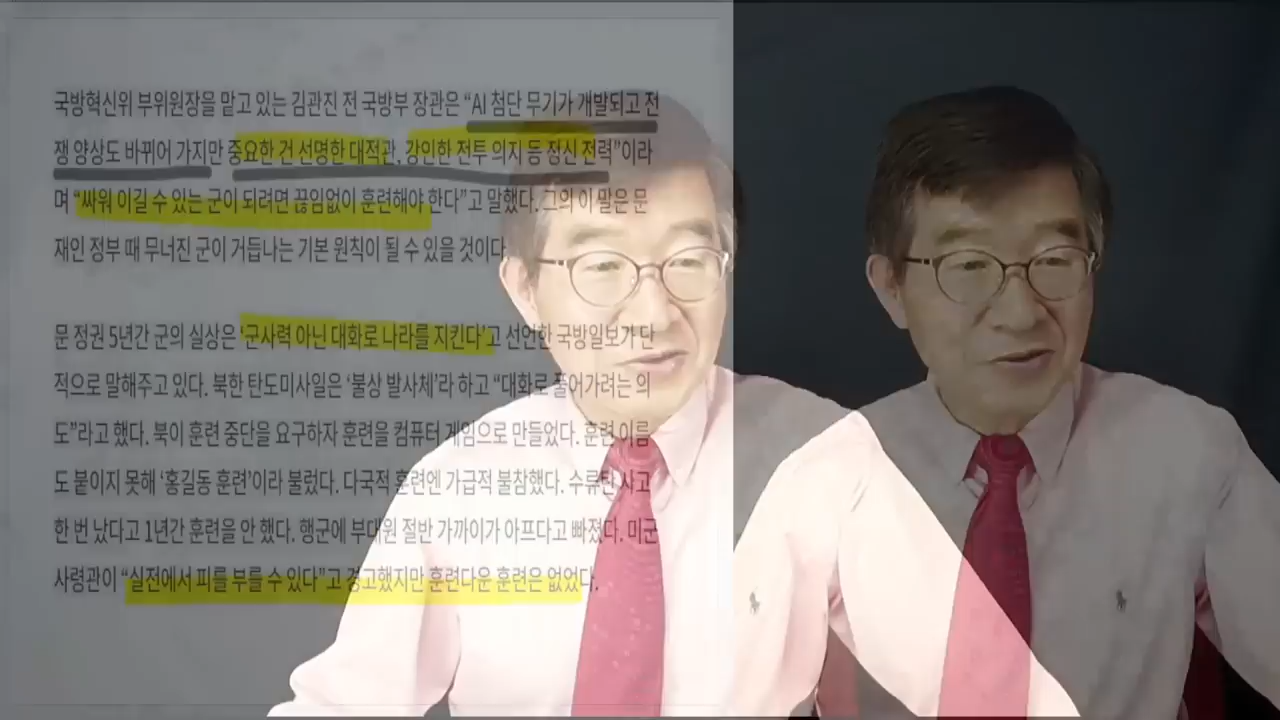 국방혁신위 부위원장을 맡고 있는 김관진 전 국방부 장관은 “AI 첨단 무기가 개발되고 전
쟁 양상도 바뀌어 가지만 중요한 건 선명한 대적관, 강인한 전투 의지 등 정신 전력”이라
며 “싸워 이길 수 있는 군이 되려면 끊임없이 훈련해야 한다”고 말했다. 그의 이 말은 문
재인 정부 때 무너진 군이 거듭나는 기본 원칙이 될 수 있을 것이다.
문 정권 5년간 군의 실상은 ‘군사력 아닌 대화로 나라를 지킨다’고 선언한 국방일보가 단
적으로 말해주고 있다. 북한 탄도미사일은 ‘불상 발사체’라 하고 “대화로 풀어가려는 의
도”라고 했다. 북이 훈련 중단을 요구하자 훈련을 컴퓨터 게임으로 만들었다. 훈련 이름
도 붙이지 못해 ‘홍길동 훈련’이라 불렀다. 다국적 훈련엔 가급적 불참했다. 수류탄 사고
한 번 났다고 1년간 훈련을 안 했다. 행군에 부대원 절반 가까이가 아프다고 빠졌다. 미군
사령관이 “실전에서 피를 부를 수 있다”고 경고했지만 훈련다운 훈련은 없었다.